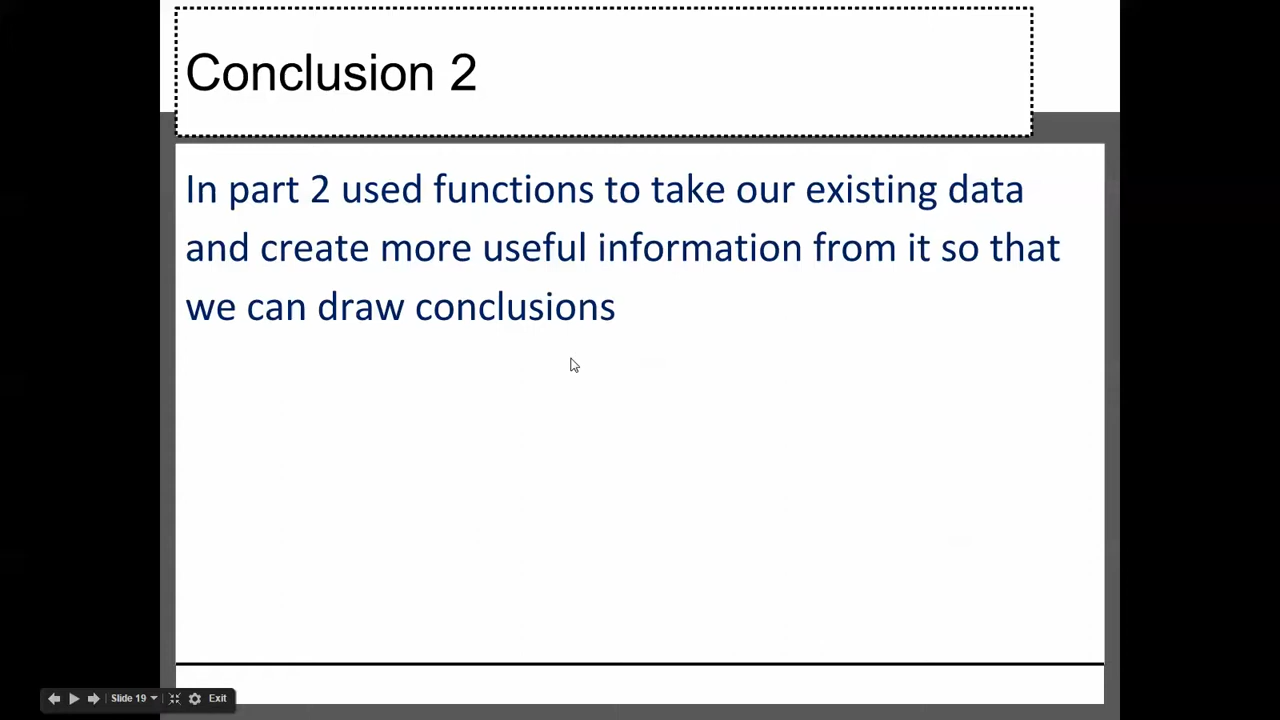 Conclusion 2
In part 2 used functions to take our existing data
and create more useful information from it so that
we can draw conclusions
Slide 19
Exit